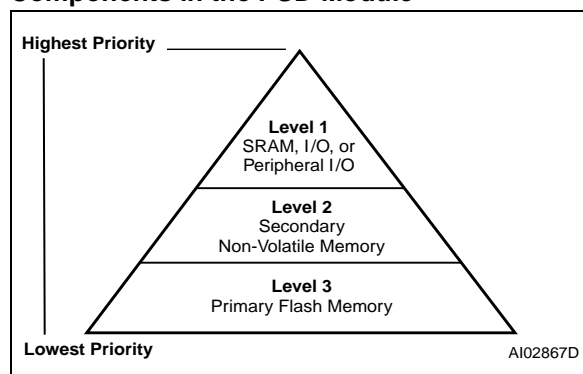 Components in the PSD Module
Highest Priority
Level 1
SRAM, I/O, or
Peripheral I/O
Level 2
Secondary
Non-Volatile Memory
Level 3
Primary Flash Memory
Lowest Priority
AI02867D